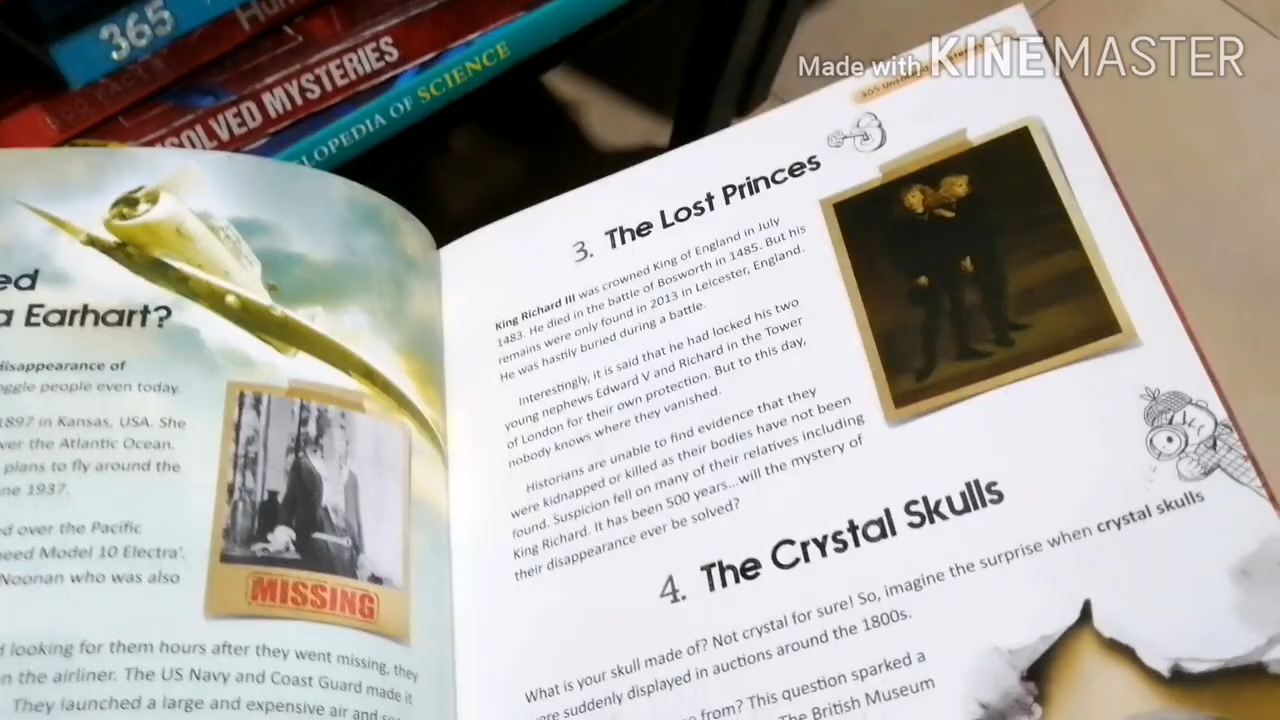 Made with KINEMASTER
365
SOLVED MYSTERIES
LOPEDIA OF SCIENCE
ed
a Earhart?
disappearance of
ggle people even today.
1897 in Kansas, USA. She
ver the Atlantic Ocean.
plans to fly around the
ne 1937.
ed over the Pacific
eed Model 10 Electra',
Noonan who was also
MISSING
d looking for them hours after they went missing, they
n the airliner. The US Navy and Coast Guard made it
They launched a large and expensive air and
3. The Lost Princes
King Richard III was crowned King of England in July
1483. He died in the battle of Bosworth in 1485. But his
remains were only found in 2013 in Leicester, England.
He was hastily buried during a battle.
Interestingly, it is said that he had locked his two
young nephews Edward V and Richard in the Tower
of London for their own protection. But to this day,
nobody knows where they vanished.
Historians are unable to find evidence that they
were kidnapped or killed as their bodies have not been
found. Suspicion fell on many of their relatives including
King Richard. It has been 500 years...will the mystery of
their disappearance ever be solved?
4. The Crystal Skulls
What is your skull made of? Not crystal for sure! So, imagine the surprise when crystal skulls
were suddenly displayed in auctions around the 1800s.
from? This question sparked a
The British Museum